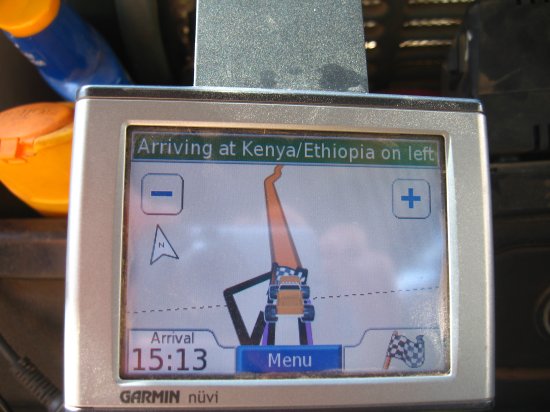 Arriving at Kenya/Ethiopia on left
N
Arrival
15:13
Menu
GARMIN nüvi